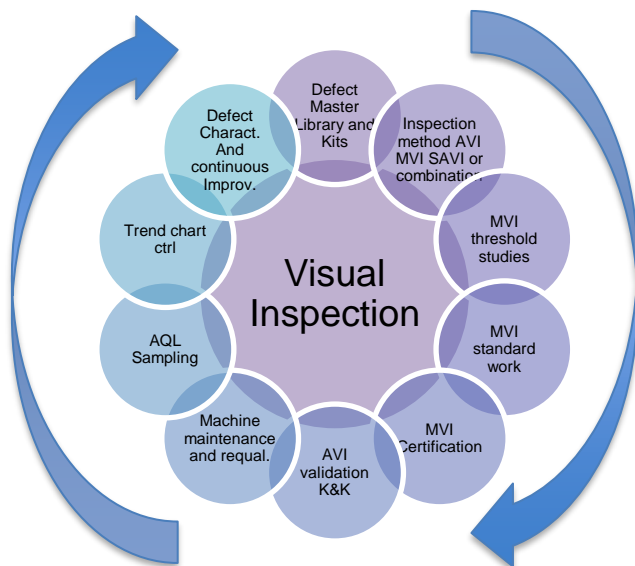 Defect
Master
Library and
Kits
Inspection
method AVI
MVI SAVI or
combination
MVI
threshold
studies
MVI
standard
work
MVI
Certification
AVI
validation
K&K
Machine
maintenance
and requal.
AQL
Sampling
Trend chart
ctrl
Defect
Charact.
And
continuous
Improv.
Visual
Inspection